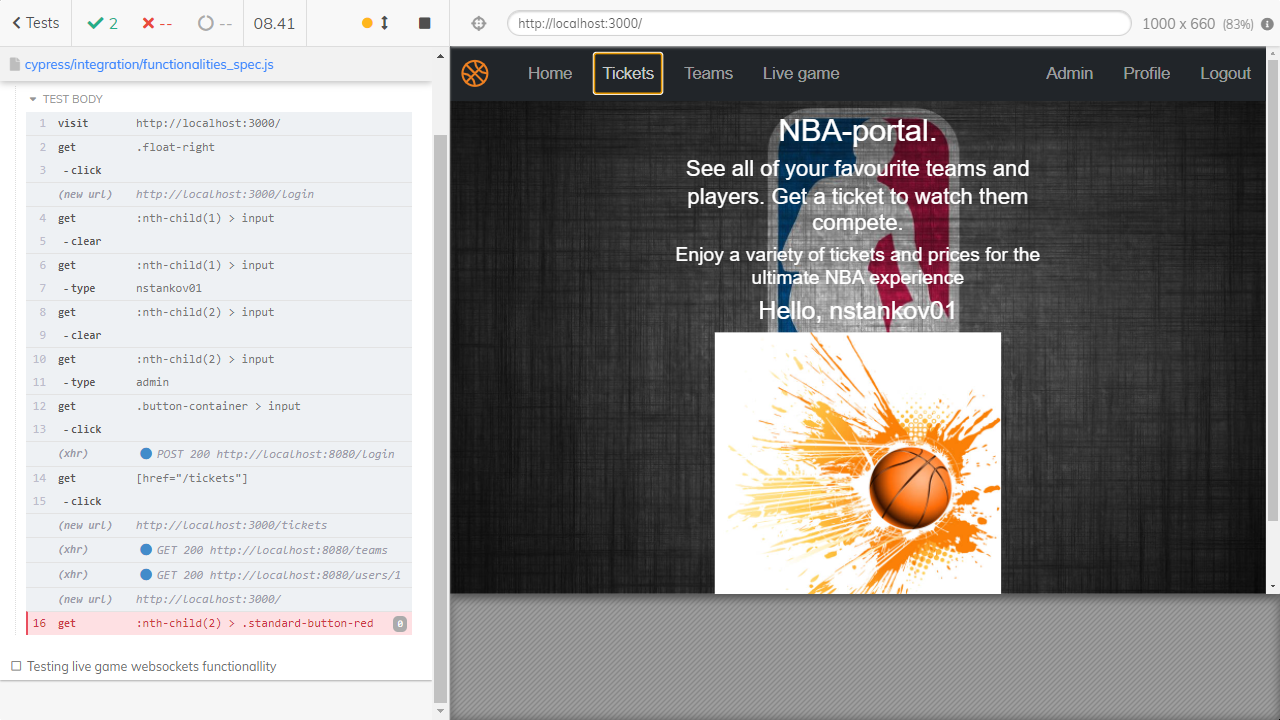 Tests 2 -- -- 08.41
http://localhost:3000/ 1000 x 660 (83%)
cypress/integration/functionalities_spec.js
TEST BODY
1 visit http://localhost:3000/
2 get .float-right
3 -click
(new url) http://localhost:3000/login
4 get :nth-child(1) > input
5 -clear
6 get :nth-child(1) > input
7 -type nstankov01
8 get :nth-child(2) > input
9 -clear
10 get :nth-child(2) > input
11 -type admin
12 get .button-container > input
13 -click
(xhr) POST 200 http://localhost:8080/login
14 get [href="/tickets"]
15 -click
(new url) http://localhost:3000/tickets
(xhr) GET 200 http://localhost:8080/teams
(xhr) GET 200 http://localhost:8080/users/1
(new url) http://localhost:3000/
16 get :nth-child(2) > .standard-button-red 0
Testing live game websockets functionallity
Home Tickets Teams Live game Admin Profile Logout
NBA-portal.
See all of your favourite teams and
players. Get a ticket to watch them
compete.
Enjoy a variety of tickets and prices for the
ultimate NBA experience
Hello, nstankov01